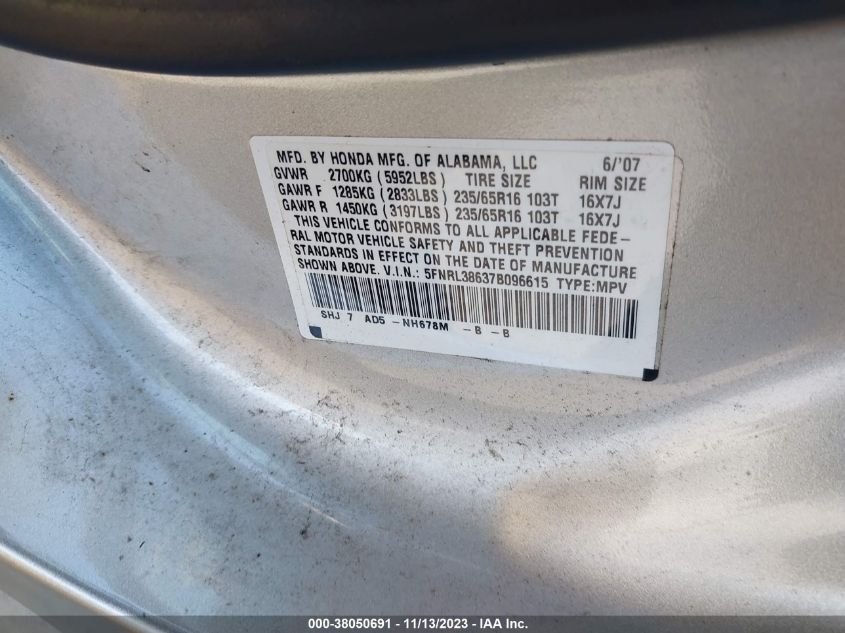 MFD. BY HONDA MFG. OF ALABAMA, LLC 6/'07
GVWR 2700KG (5952LBS) TIRE SIZE RIM SIZE
GAWR F 1285KG (2833LBS) 235/65R16 103T 16X7J
GAWR R 1450KG (3197LBS) 235/65R16 103T 16X7J
THIS VEHICLE CONFORMS TO ALL APPLICABLE FEDE-
RAL MOTOR VEHICLE SAFETY AND THEFT PREVENTION
STANDARDS IN EFFECT ON THE DATE OF MANUFACTURE
SHOWN ABOVE. V.I.N.: 5FNRL38637B096615 TYPE:MPV
SHJ 7 AD5 -NH678M -B -B
000-38050691 - 11/13/2023 - IAA Inc.